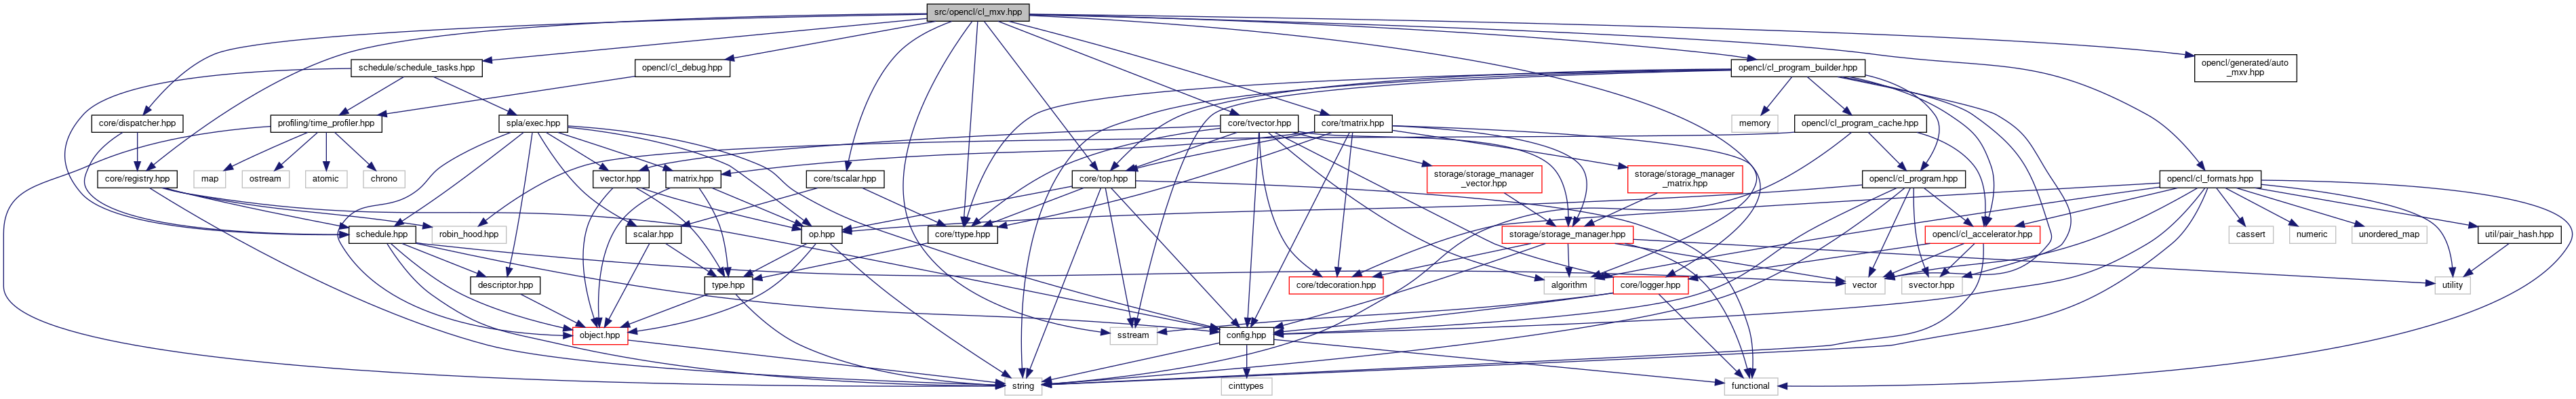 src/opencl/cl_mxv.hpp
schedule/schedule_tasks.hpp
opencl/cl_debug.hpp
opencl/cl_program_builder.hpp
opencl/generated/auto
_mxv.hpp
core/dispatcher.hpp
profiling/time_profiler.hpp
spla/exec.hpp
core/tvector.hpp
core/tmatrix.hpp
memory
opencl/cl_program_cache.hpp
core/registry.hpp
map
ostream
atomic
chrono
vector.hpp
matrix.hpp
core/tscalar.hpp
core/top.hpp
storage/storage_manager
_vector.hpp
storage/storage_manager
_matrix.hpp
opencl/cl_program.hpp
opencl/cl_formats.hpp
schedule.hpp
robin_hood.hpp
scalar.hpp
op.hpp
core/ttype.hpp
storage/storage_manager.hpp
opencl/cl_accelerator.hpp
cassert
numeric
unordered_map
util/pair_hash.hpp
descriptor.hpp
type.hpp
core/tdecoration.hpp
algorithm
core/logger.hpp
vector
svector.hpp
utility
object.hpp
sstream
config.hpp
string
cinttypes
functional